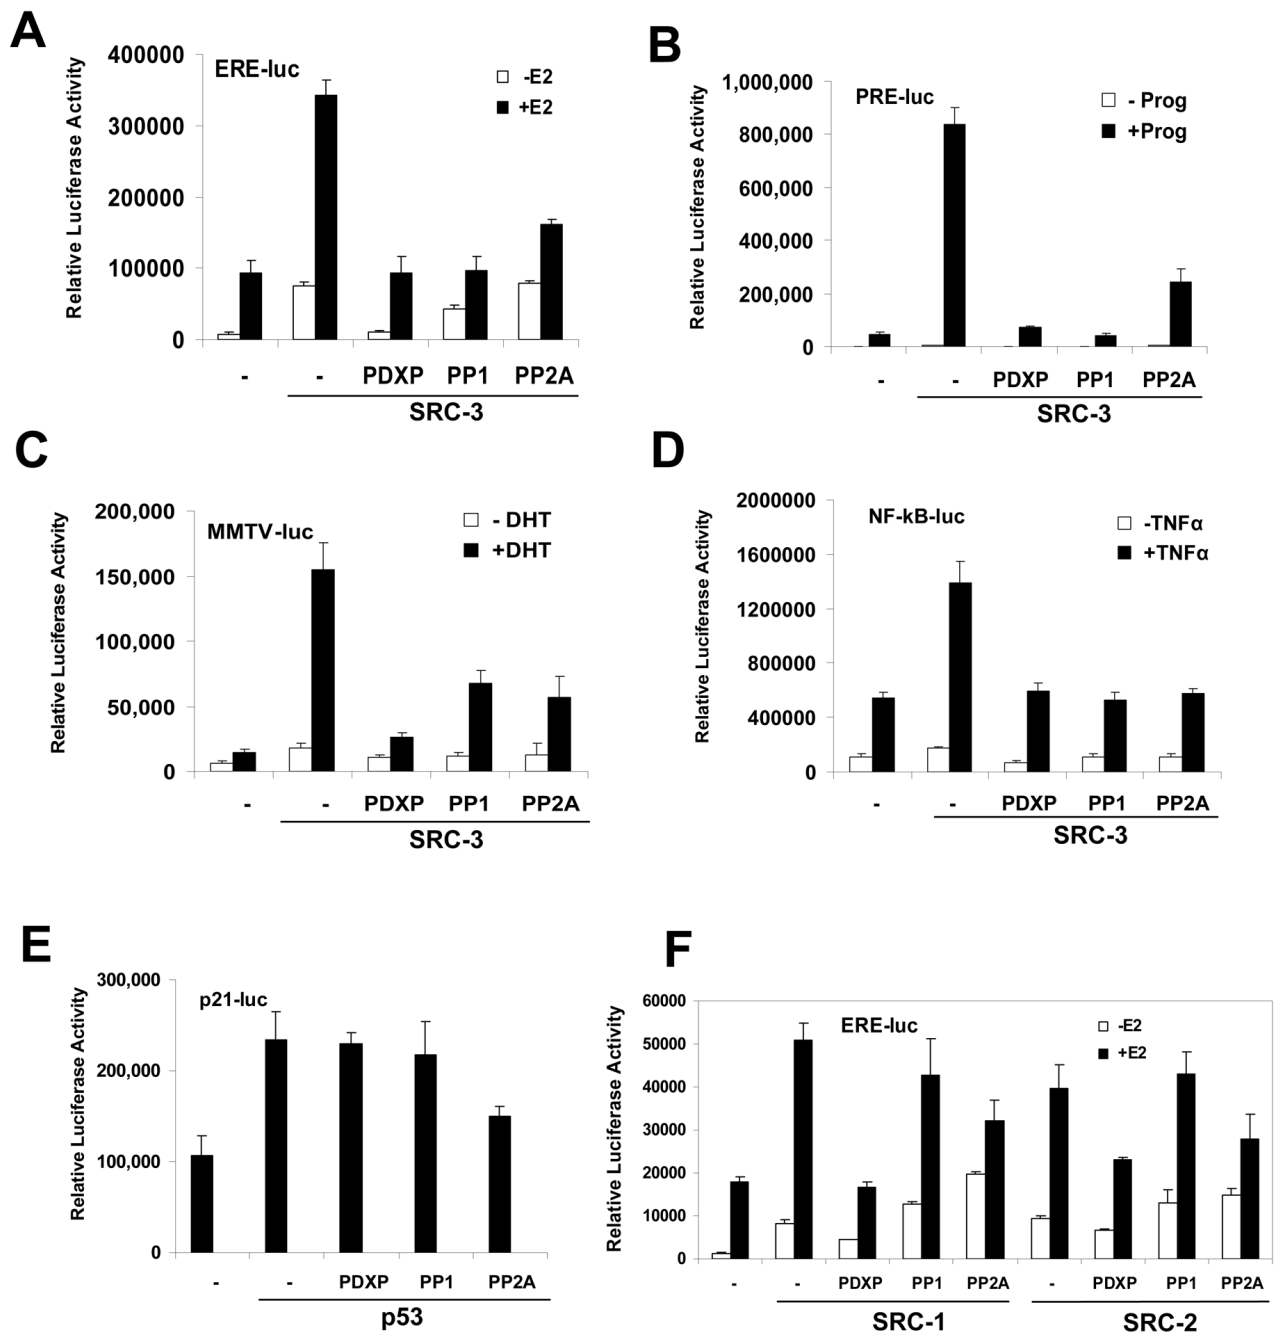 A
ERE-luc
-E2
+E2
Relative Luciferase Activity
400000
300000
200000
100000
0
- - PDXP PP1 PP2A
SRC-3
B
PRE-luc
- Prog
+Prog
Relative Luciferase Activity
1,000,000
800,000
600,000
400,000
200,000
0
- - PDXP PP1 PP2A
SRC-3
C
MMTV-luc
- DHT
+DHT
Relative Luciferase Activity
200,000
150,000
100,000
50,000
0
- - PDXP PP1 PP2A
SRC-3
D
NF-kB-luc
-TNFα
+TNFα
Relative Luciferase Activity
2000000
1600000
1200000
800000
400000
0
- - PDXP PP1 PP2A
SRC-3
E
p21-luc
Relative Luciferase Activity
300,000
200,000
100,000
0
- - PDXP PP1 PP2A
p53
F
ERE-luc
-E2
+E2
Relative Luciferase Activity
60000
50000
40000
30000
20000
10000
0
- - PDXP PP1 PP2A - PDXP PP1 PP2A
SRC-1 SRC-2